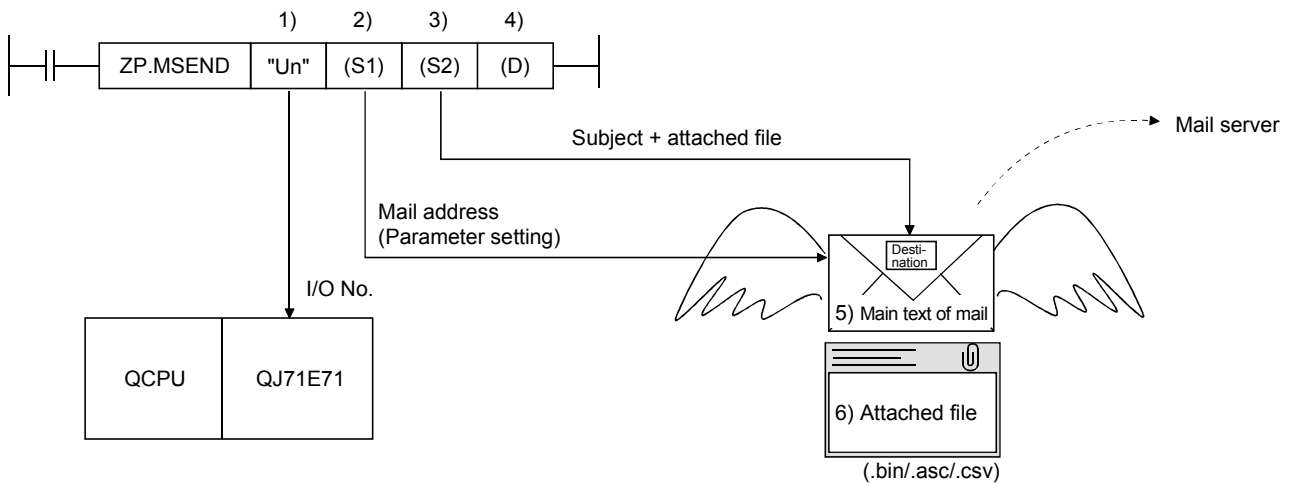 1) 2) 3) 4)
ZP.MSEND "Un" (S1) (S2) (D)
Subject + attached file
Mail server
Mail address
(Parameter setting)
Desti-
nation
I/O No.
5) Main text of mail
QCPU QJ71E71
6) Attached file
(.bin/.asc/.csv)